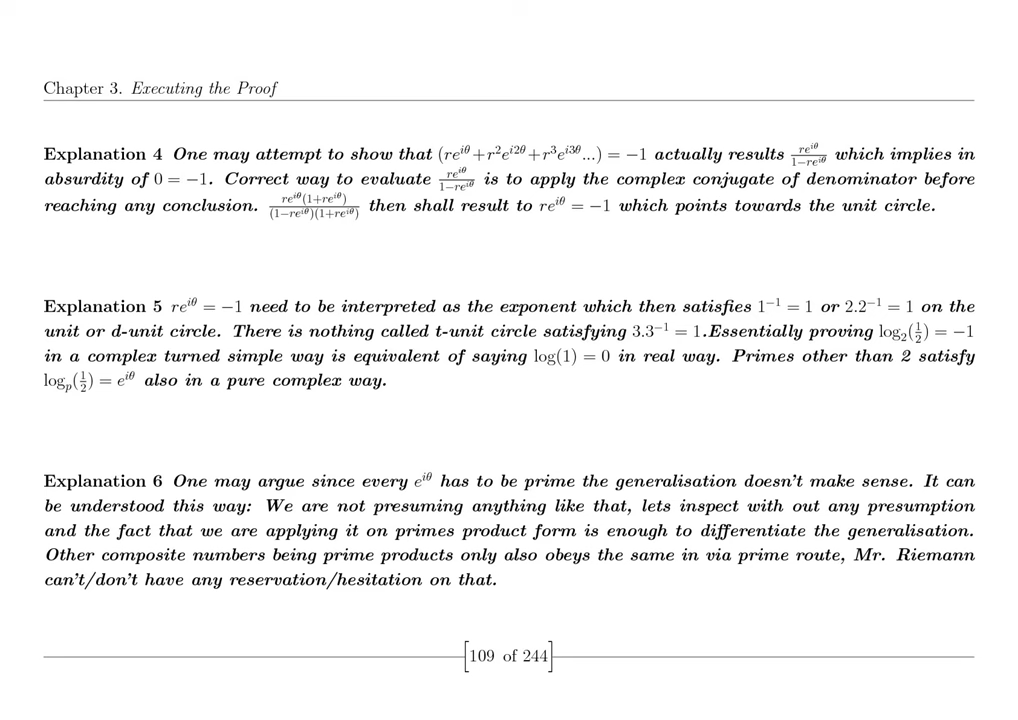 Chapter 3. Executing the Proof
Explanation 4 One may attempt to show that (re^{iθ}+r^2e^{i2θ}+r^3e^{i3θ}...) = −1 actually results \frac{re^{iθ}}{1−re^{iθ}} which implies in
absurdity of 0 = −1. Correct way to evaluate \frac{re^{iθ}}{1−re^{iθ}} is to apply the complex conjugate of denominator before
reaching any conclusion. \frac{re^{iθ}(1+re^{iθ})}{(1−re^{iθ})(1+re^{iθ})} then shall result to re^{iθ} = −1 which points towards the unit circle.
Explanation 5 re^{iθ} = −1 need to be interpreted as the exponent which then satisfies 1^{−1} = 1 or 2.2^{−1} = 1 on the
unit or d-unit circle. There is nothing called t-unit circle satisfying 3.3^{−1} = 1.Essentially proving log_2(\frac{1}{2}) = −1
in a complex turned simple way is equivalent of saying log(1) = 0 in real way. Primes other than 2 satisfy
log_p(\frac{1}{2}) = e^{iθ} also in a pure complex way.
Explanation 6 One may argue since every e^{iθ} has to be prime the generalisation doesn't make sense. It can
be understood this way: We are not presuming anything like that, lets inspect with out any presumption
and the fact that we are applying it on primes product form is enough to differentiate the generalisation.
Other composite numbers being prime products only also obeys the same in via prime route, Mr. Riemann
can't/don't have any reservation/hesitation on that.
[109 of 244]